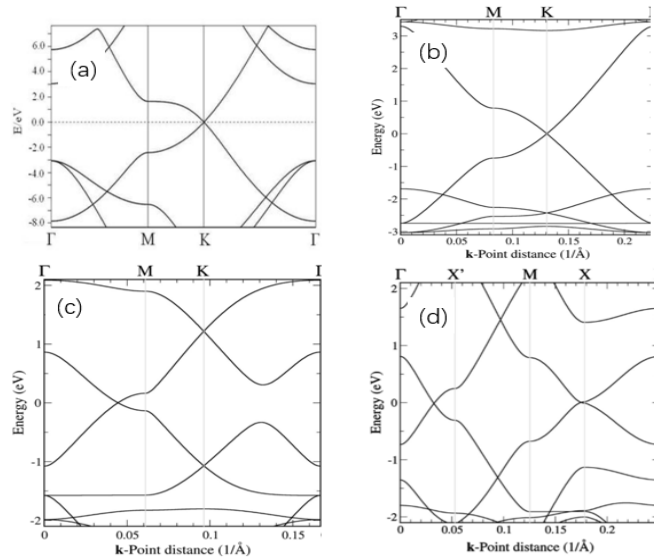 (a)
6.0
4.0
2.0
0.0
-2.0
-4.0
-6.0
-8.0
E/eV
Γ M K Γ
Γ M K
(b)
3
2
1
0
-1
-2
-3
Energy (eV)
0 0.05 0.1 0.15 0.2
k-Point distance (1/Å)
Γ M K
(c)
2
1
0
-1
-2
Energy (eV)
0 0.05 0.1 0.15
k-Point distance (1/Å)
Γ X' M X
(d)
2
1
0
-1
-2
Energy (eV)
0 0.05 0.1 0.15 0.2
k-Point distance (1/Å)